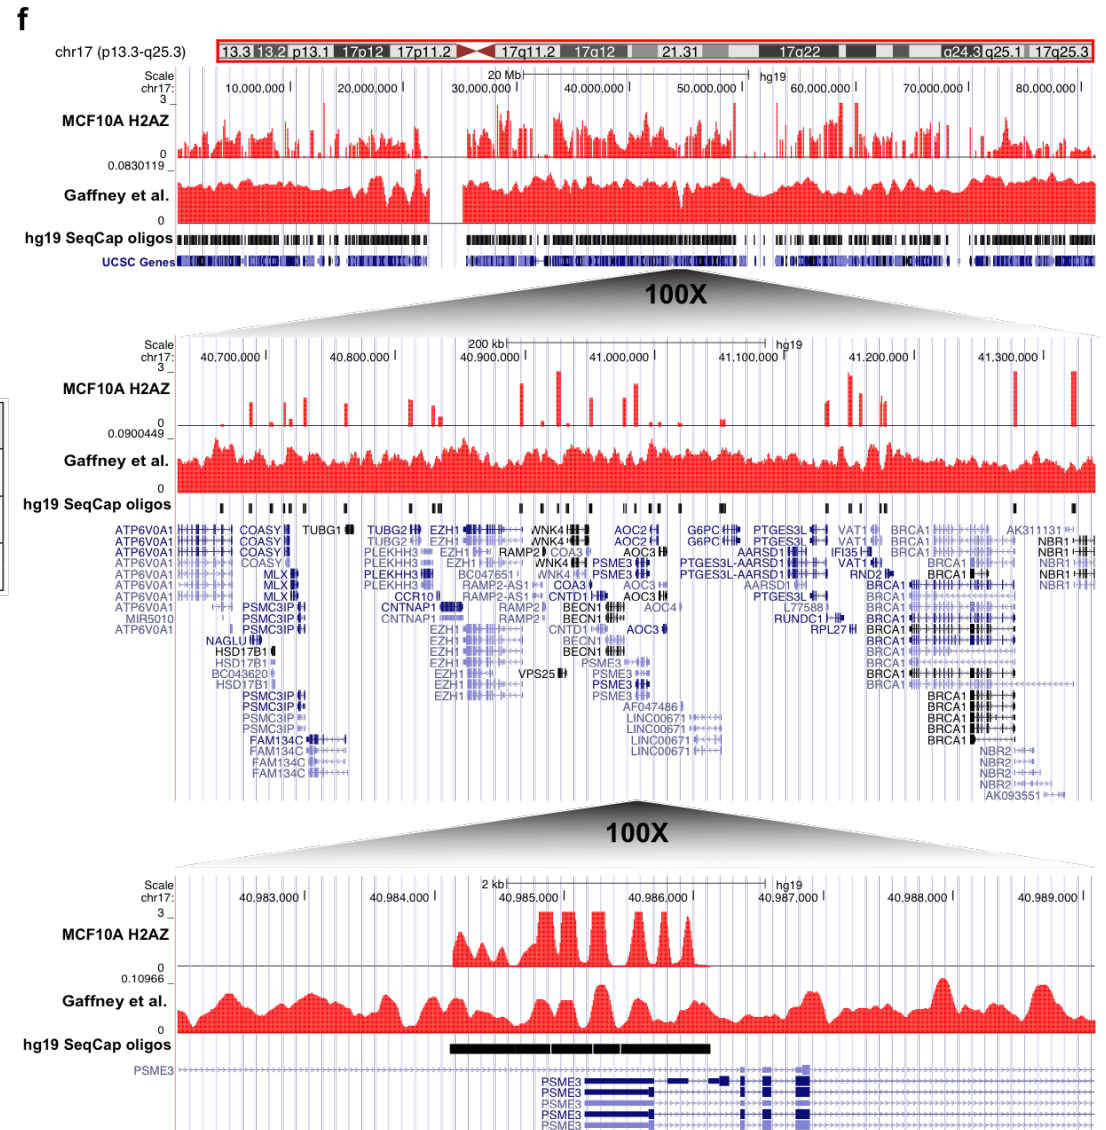 f
chr17 (p13.3-q25.3) 13.3 13.2 p13.1 17p12 17p11.2 17q11.2 17q12 21.31 17q22 q24.3 q25.1 17q25.3
Scale 20 Mb hg19
chr17: 10,000,000 20,000,000 30,000,000 40,000,000 50,000,000 60,000,000 70,000,000 80,000,000
3
MCF10A H2AZ
0
0.0830119
Gaffney et al.
0
hg19 SeqCap oligos
UCSC Genes
100X
Scale 200 kb hg19
chr17: 40,700,000 40,800,000 40,900,000 41,000,000 41,100,000 41,200,000 41,300,000
3
MCF10A H2AZ
0
0.0900449
Gaffney et al.
0
hg19 SeqCap oligos
ATP6V0A1 COASY TUBG1 TUBG2 EZH1 WNK4 AOC2 G6PC PTGES3L VAT1 BRCA1 AK311131
ATP6V0A1 COASY TUBG2 EZH1 WNK4 AOC2 G6PC PTGES3L VAT1 BRCA1 NBR1
ATP6V0A1 COASY PLEKHH3 EZH1 RAMP2 COA3 AOC3 AARSD1 IFI35 BRCA1 NBR1
ATP6V0A1 COASY PLEKHH3 EZH1 WNK4 PSME3 PTGES3L-AARSD1 VAT1 BRCA1 NBR1
ATP6V0A1 MLX PLEKHH3 BC047651 WNK4 PSME3 PTGES3L-AARSD1 RND2 BRCA1 NBR1
ATP6V0A1 MLX PLEKHH3 RAMP2-AS1 COA3 AOC3 AARSD1 BRCA1 NBR1
ATP6V0A1 MLX CCR10 RAMP2-AS1 CNTD1 AOC3 PTGES3L BRCA1
ATP6V0A1 PSMC3IP CNTNAP1 RAMP2 BECN1 AOC4 L77588 BRCA1
MIR5010 PSMC3IP CNTNAP1 RAMP2 BECN1 RUNDC1 BRCA1
ATP6V0A1 PSMC3IP EZH1 CNTD1 AOC3 RPL27 BRCA1
NAGLU EZH1 BECN1 BRCA1
HSD17B1 EZH1 BECN1 BRCA1
HSD17B1 EZH1 PSME3 BRCA1
BC043620 EZH1 VPS25 PSME3 BRCA1
HSD17B1 EZH1 PSME3 BRCA1
PSMC3IP EZH1 PSME3 BRCA1
PSMC3IP AF047486 BRCA1
PSMC3IP LINC00671 BRCA1
PSMC3IP LINC00671 BRCA1
FAM134C LINC00671 BRCA1
FAM134C LINC00671 NBR2
FAM134C NBR2
FAM134C NBR2
NBR2
AK093551
100X
Scale 2 kb hg19
chr17: 40,983,000 40,984,000 40,985,000 40,986,000 40,987,000 40,988,000 40,989,000
3
MCF10A H2AZ
0
0.10966
Gaffney et al.
0
hg19 SeqCap oligos
PSME3
PSME3
PSME3
PSME3
PSME3
PSME3